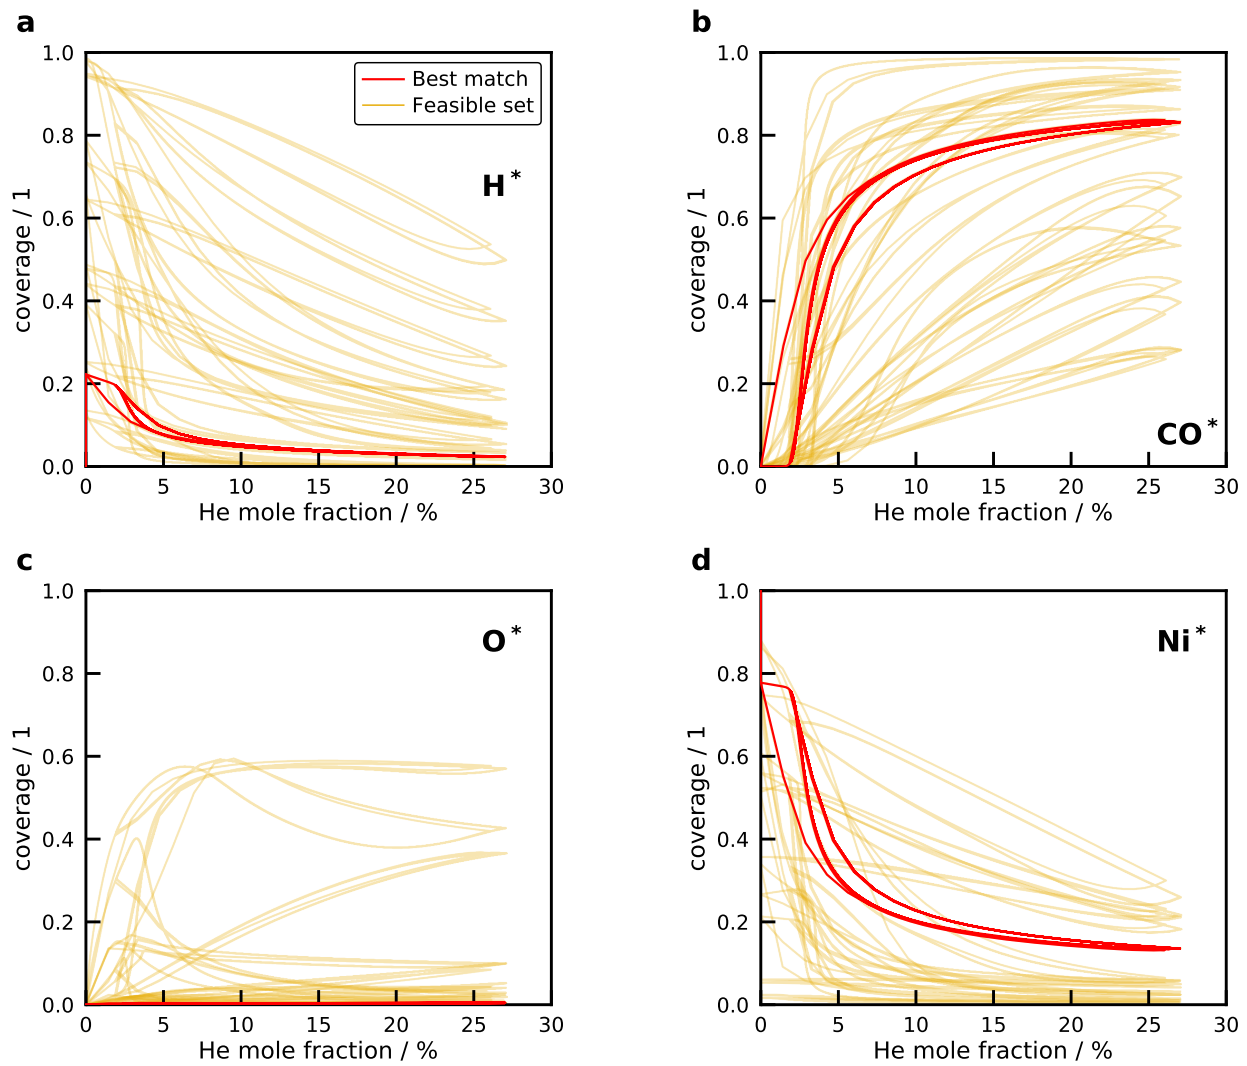 a
1.0
0.8
0.6
0.4
0.2
0.0
coverage / 1
Best match
Feasible set
H*
0 5 10 15 20 25 30
He mole fraction / %
b
1.0
0.8
0.6
0.4
0.2
0.0
coverage / 1
CO*
0 5 10 15 20 25 30
He mole fraction / %
c
1.0
0.8
0.6
0.4
0.2
0.0
coverage / 1
O*
0 5 10 15 20 25 30
He mole fraction / %
d
1.0
0.8
0.6
0.4
0.2
0.0
coverage / 1
Ni*
0 5 10 15 20 25 30
He mole fraction / %